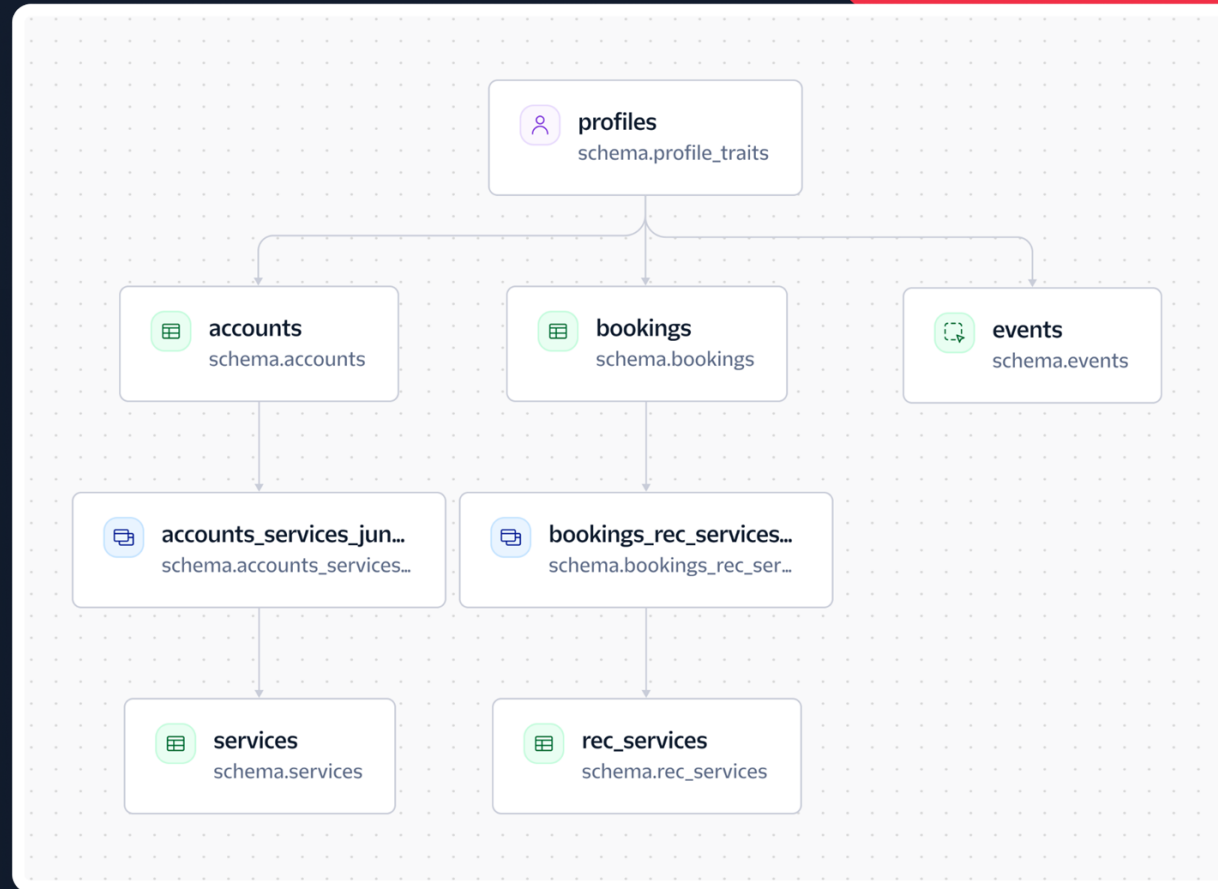 profiles
schema.profile_traits
accounts
schema.accounts
bookings
schema.bookings
events
schema.events
accounts_services_jun...
schema.accounts_services...
bookings_rec_services...
schema.bookings_rec_ser...
services
schema.services
rec_services
schema.rec_services